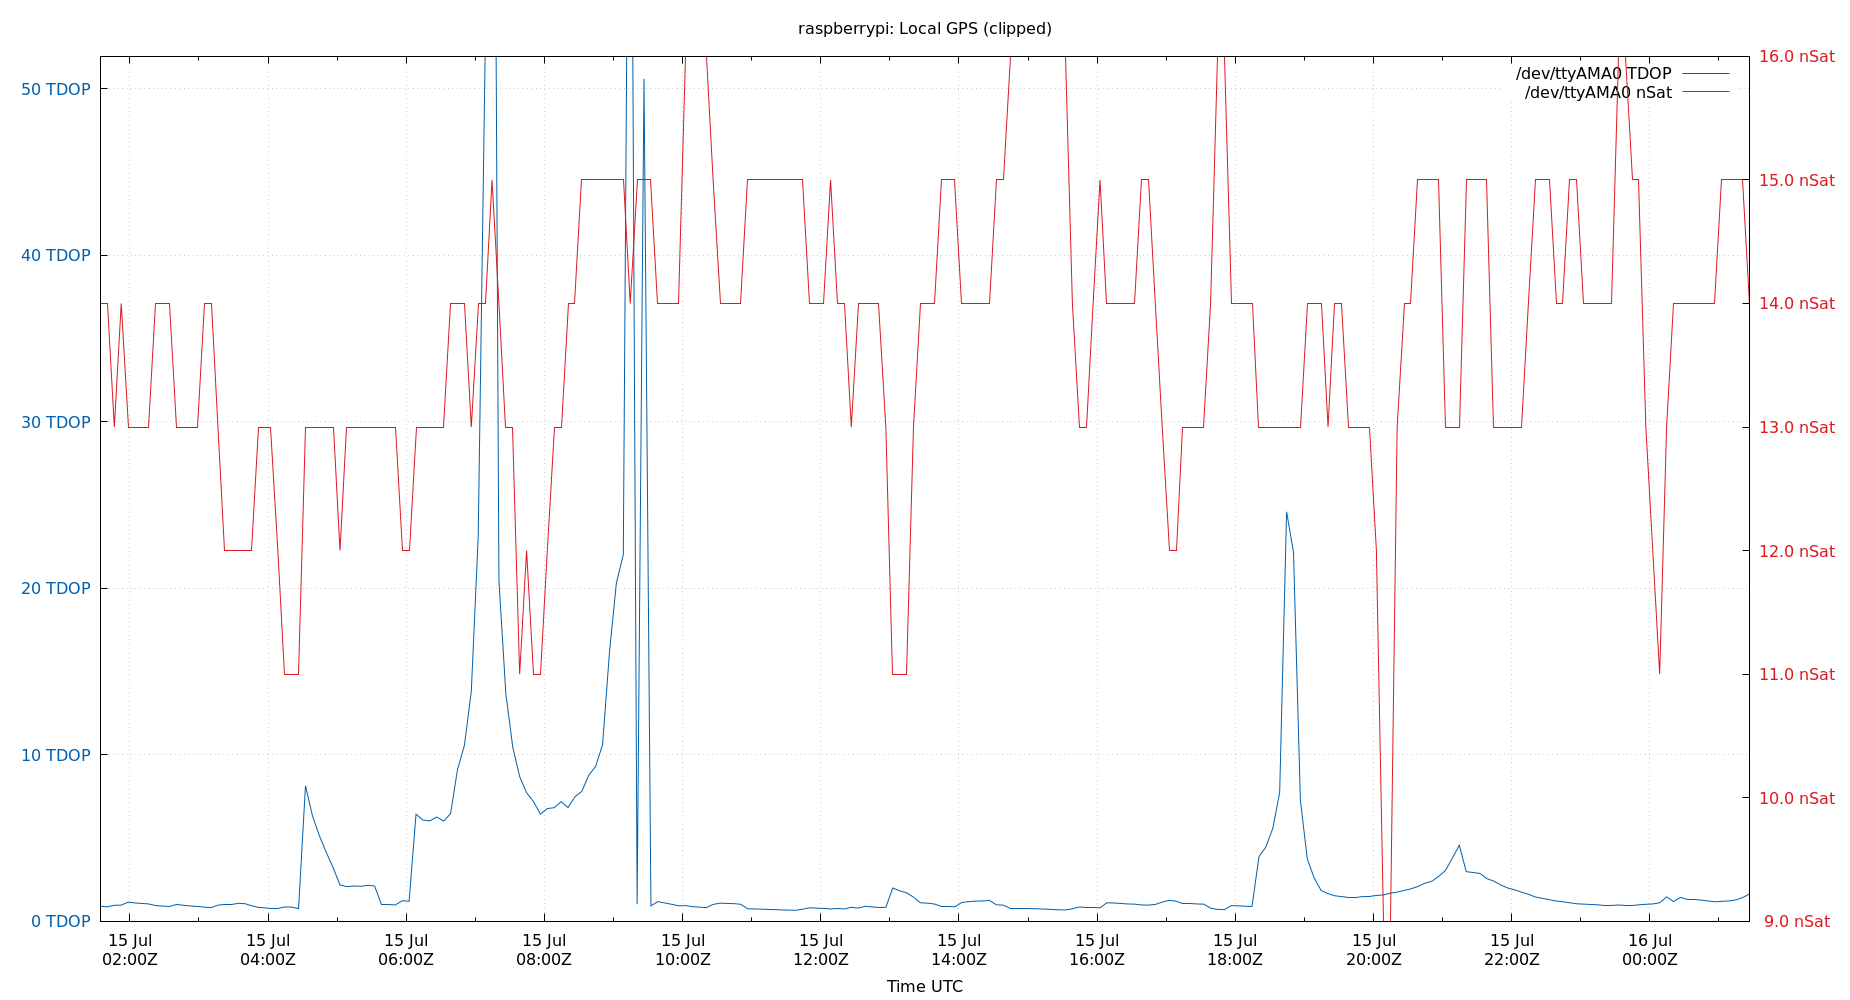 raspberrypi: Local GPS (clipped)
/dev/ttyAMA0 TDOP
/dev/ttyAMA0 nSat
50 TDOP
40 TDOP
30 TDOP
20 TDOP
10 TDOP
0 TDOP
16.0 nSat
15.0 nSat
14.0 nSat
13.0 nSat
12.0 nSat
11.0 nSat
10.0 nSat
9.0 nSat
15 Jul
02:00Z
15 Jul
04:00Z
15 Jul
06:00Z
15 Jul
08:00Z
15 Jul
10:00Z
15 Jul
12:00Z
15 Jul
14:00Z
15 Jul
16:00Z
15 Jul
18:00Z
15 Jul
20:00Z
15 Jul
22:00Z
16 Jul
00:00Z
Time UTC